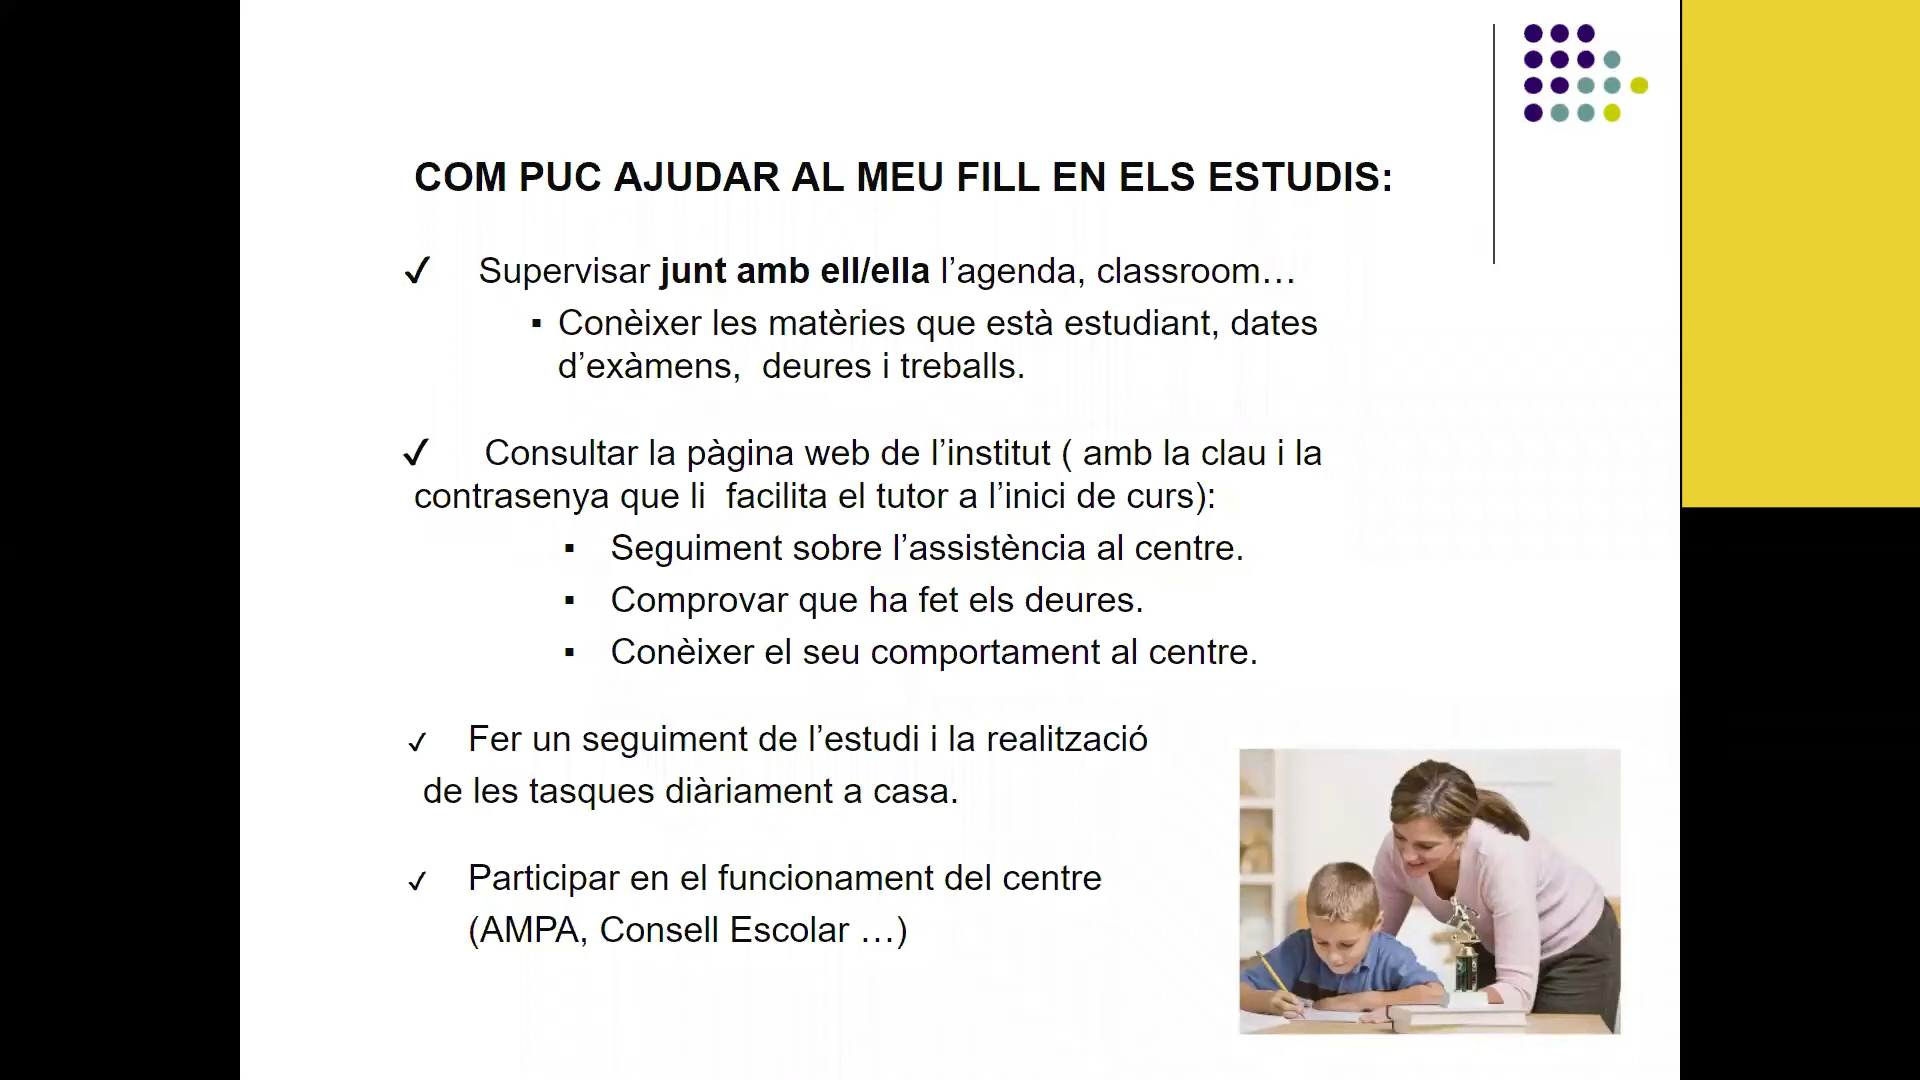 COM PUC AJUDAR AL MEU FILL EN ELS ESTUDIS:
✓ Supervisar junt amb ell/ella l’agenda, classroom…
▪ Conèixer les matèries que està estudiant, dates
d’exàmens,  deures i treballs.
✓ Consultar la pàgina web de l’institut ( amb la clau i la
contrasenya que li  facilita el tutor a l’inici de curs):
▪ Seguiment sobre l’assistència al centre.
▪ Comprovar que ha fet els deures.
▪ Conèixer el seu comportament al centre.
✓ Fer un seguiment de l’estudi i la realització
de les tasques diàriament a casa.
✓ Participar en el funcionament del centre
(AMPA, Consell Escolar …)